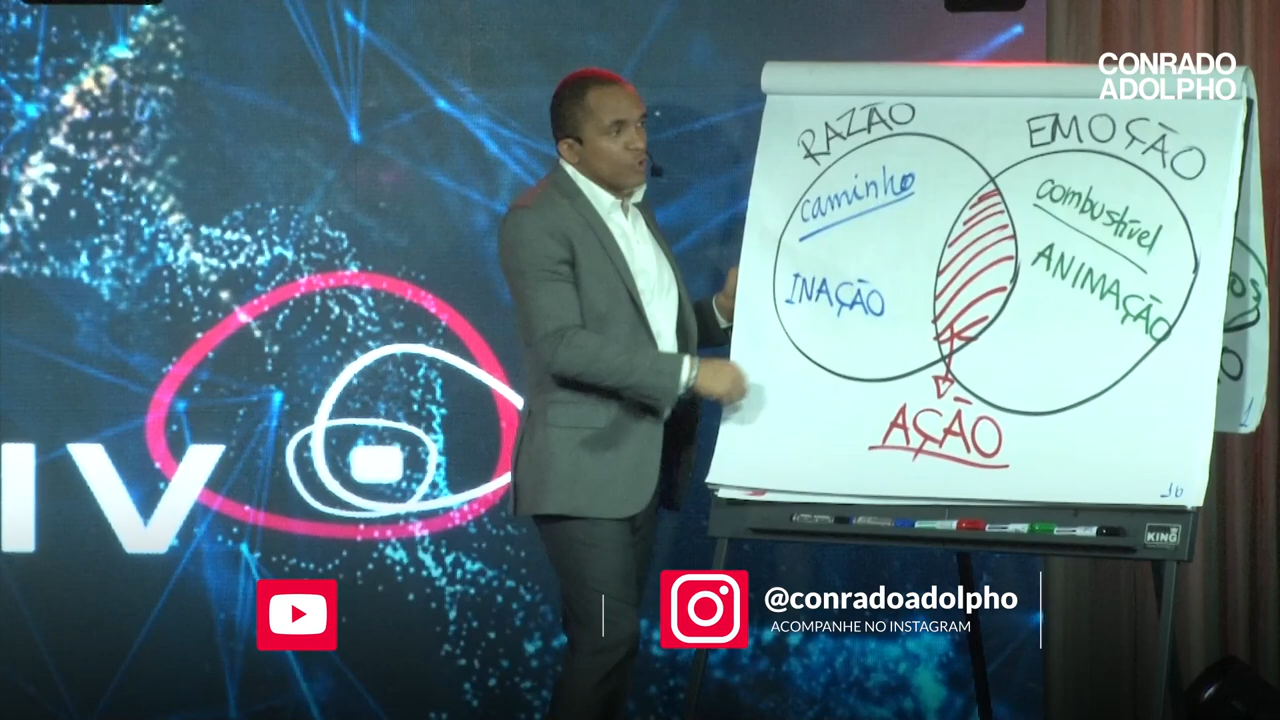 CONRADO
ADOLPHO
RAZÃO
EMOÇÃO
caminho
combustível
INAÇÃO
ANIMAÇÃO
AÇÃO
KING
IV
@conradoadolpho
ACOMPANHE NO INSTAGRAM